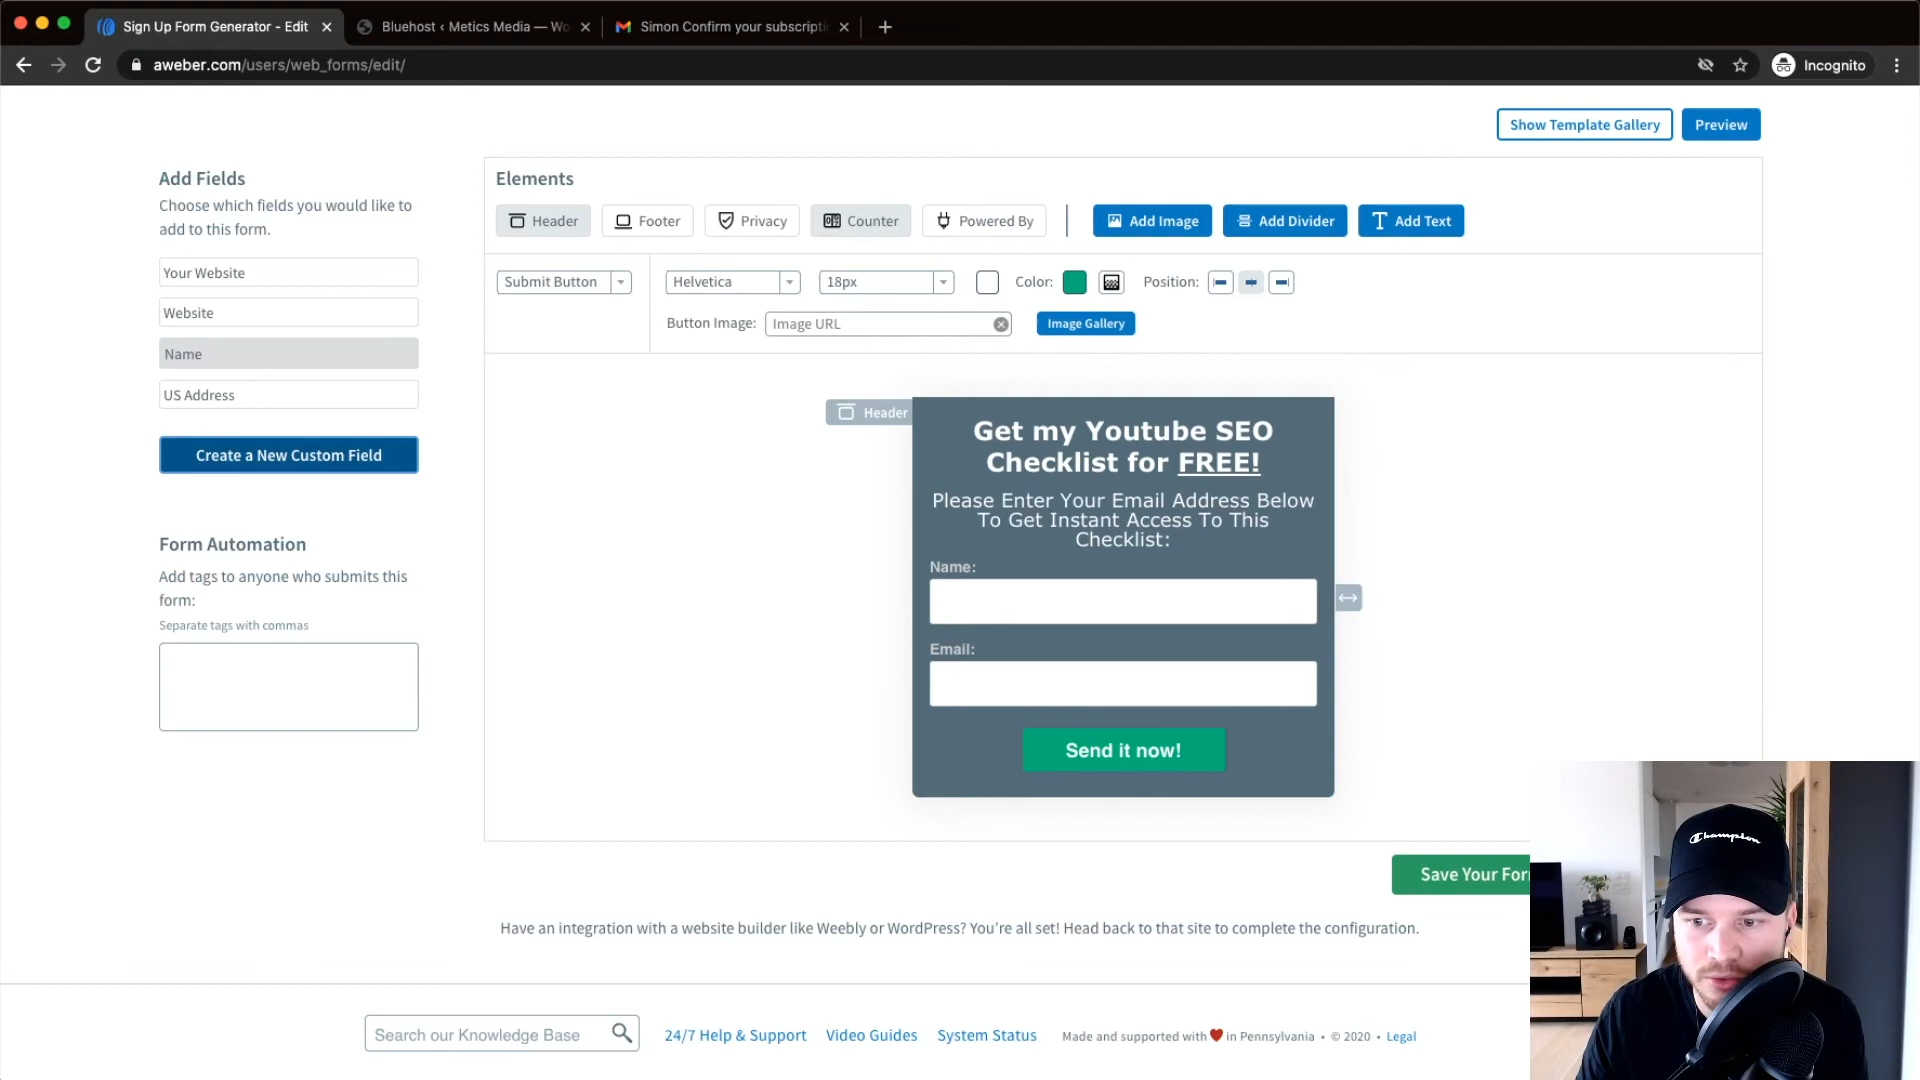 Sign Up Form Generator - Edit
Bluehost ‹ Metics Media — Wo
Simon Confirm your subscripti
aweber.com/users/web_forms/edit/
Incognito
Show Template Gallery
Preview
Add Fields
Choose which fields you would like to
add to this form.
Your Website
Website
Name
US Address
Create a New Custom Field
Form Automation
Add tags to anyone who submits this
form:
Separate tags with commas
Elements
Header
Footer
Privacy
Counter
Powered By
Add Image
Add Divider
Add Text
Submit Button
Helvetica
18px
Color:
Position:
Button Image:
Image URL
Image Gallery
Header
Get my Youtube SEO
Checklist for FREE!
Please Enter Your Email Address Below
To Get Instant Access To This
Checklist:
Name:
Email:
Send it now!
Save Your For
Have an integration with a website builder like Weebly or WordPress? You're all set! Head back to that site to complete the configuration.
Champion
Search our Knowledge Base
24/7 Help & Support
Video Guides
System Status
Made and supported with in Pennsylvania • © 2020 • Legal